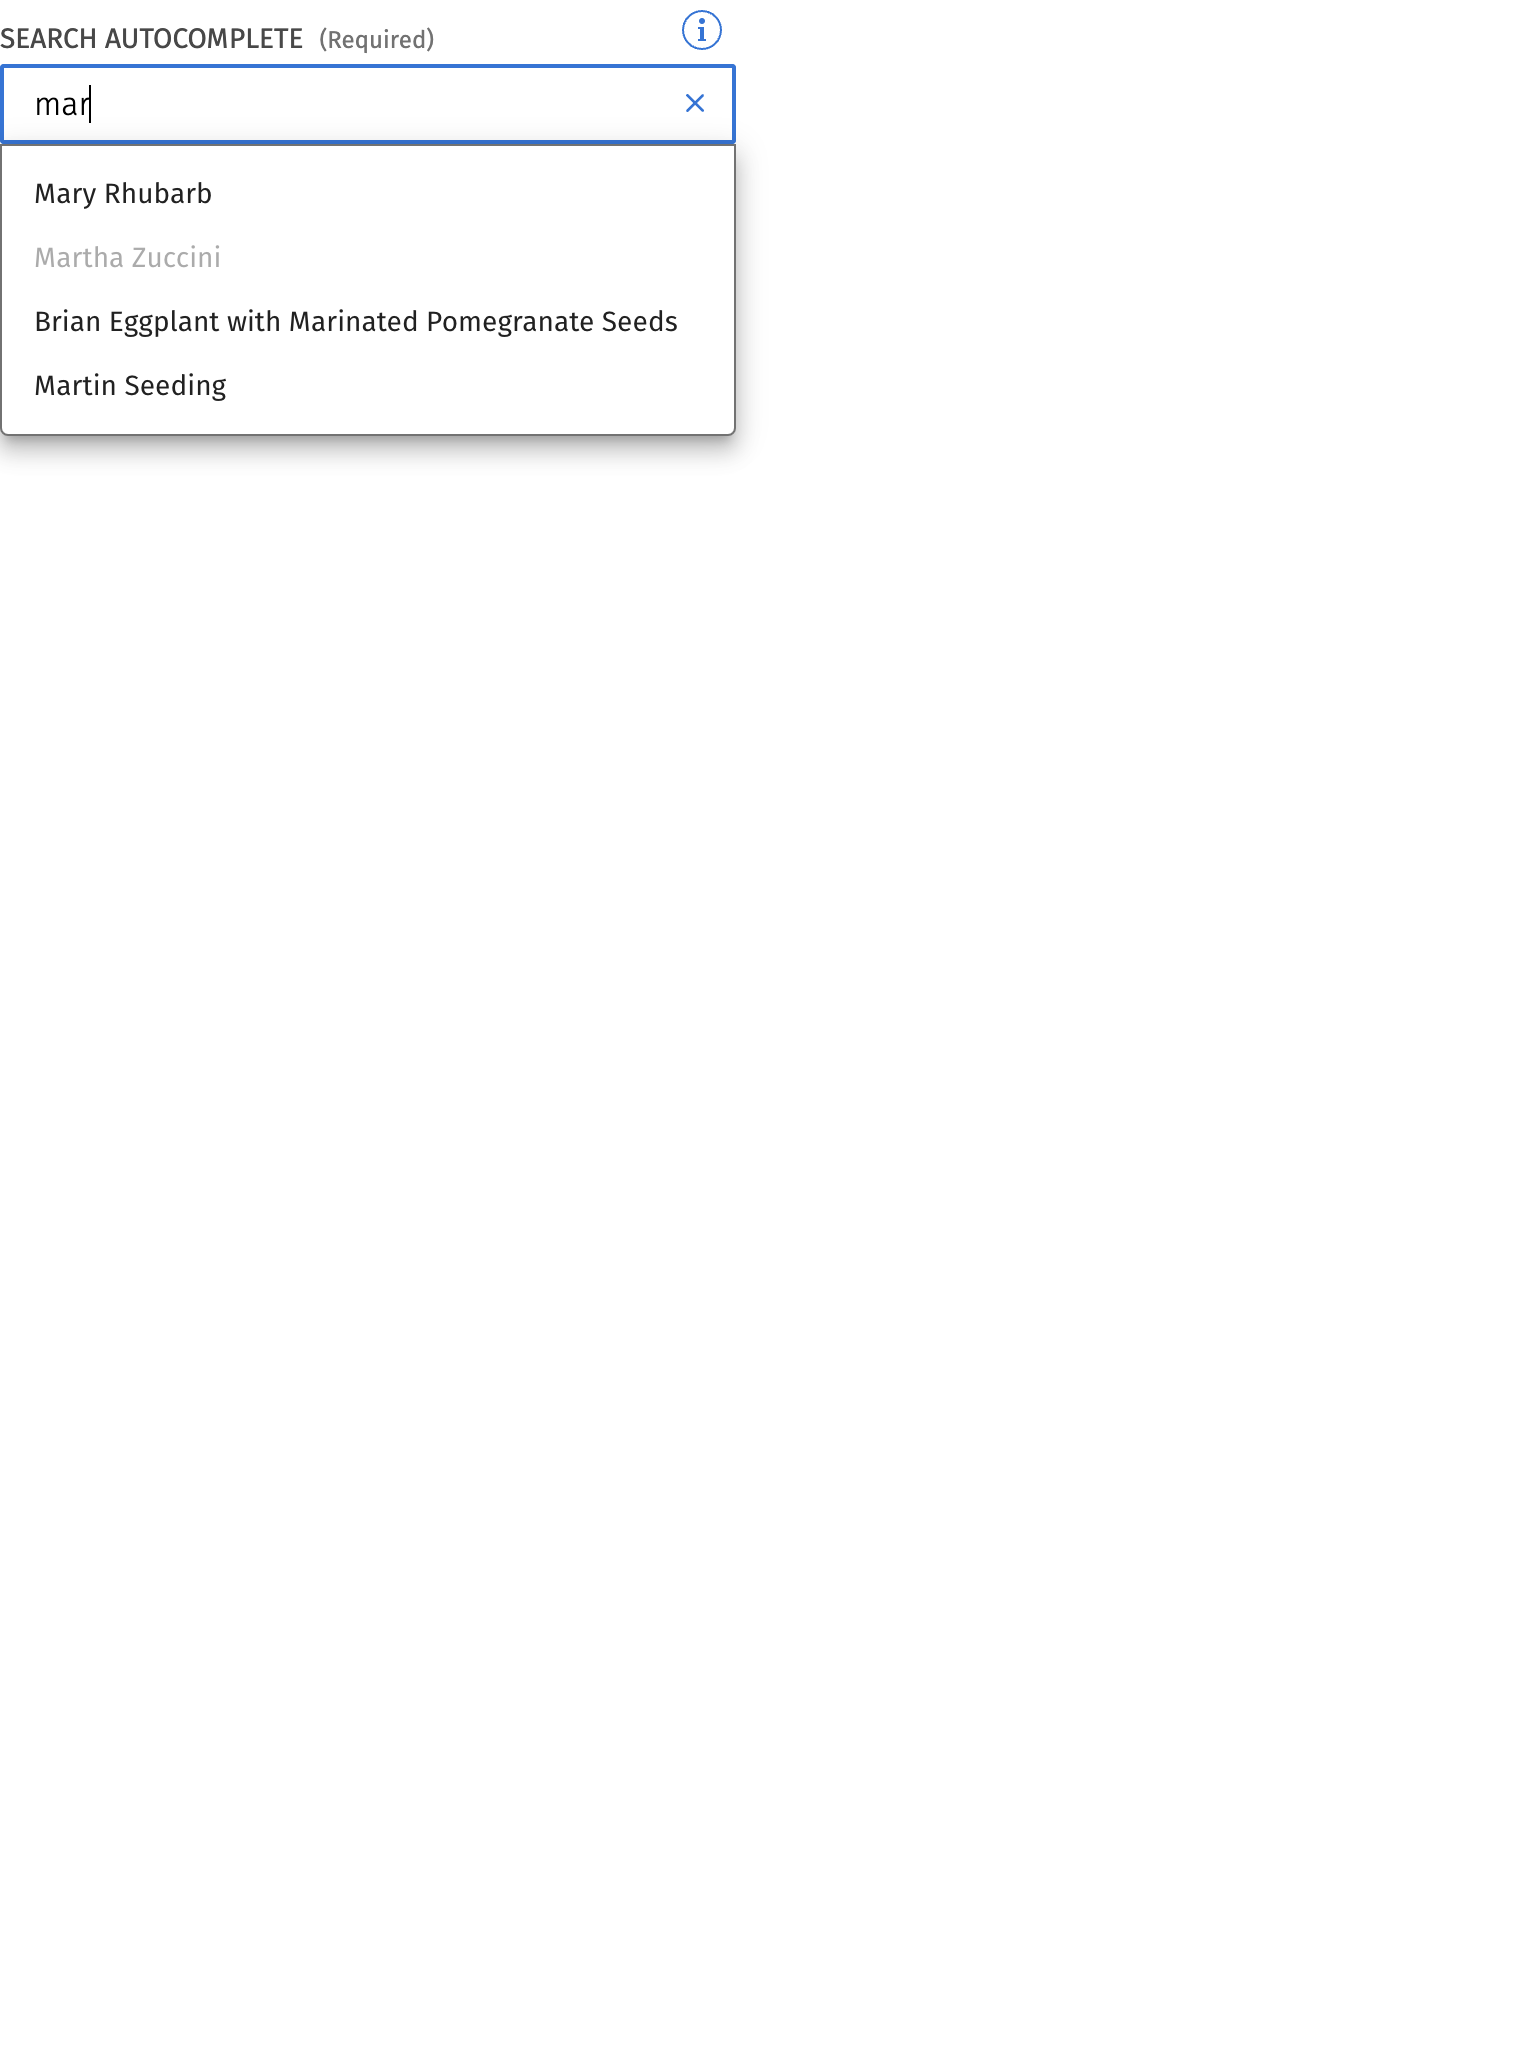 SEARCH AUTOCOMPLETE (Required)
mar
Mary Rhubarb
Martha Zuccini
Brian Eggplant with Marinated Pomegranate Seeds
Martin Seeding